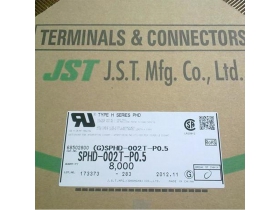 TERMINALS & CONNECTORS
JST J.S.T. Mfg. Co., Ltd.
TYPE H SERIES PHD
(G)SPHD-002T-P0.5
SPHD-002T-P0.5
8,000
173373 - 283 2012.11